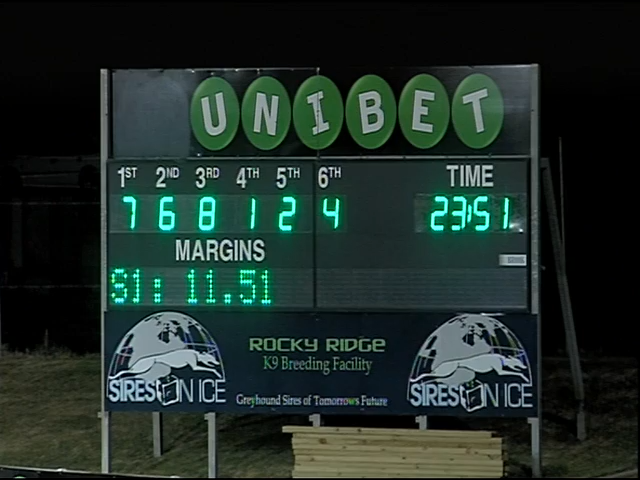 UNIBET
1ST 2ND 3RD 4TH 5TH 6TH TIME
7 6 8 1 2 4 23:51
MARGINS
S1: 11.51
ROCKY RIDGE
K9 Breeding Facility
SIRES ON ICE
SIRES ON ICE
Greyhound Sires of Tomorrows Future